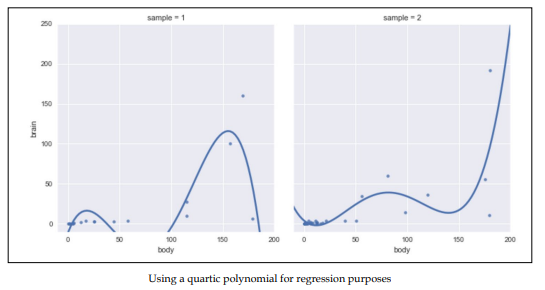 sample = 1
sample = 2
250
200
150
100
50
0
brain
0 50 100 150 200
0 50 100 150 200
body
body
Using a quartic polynomial for regression purposes